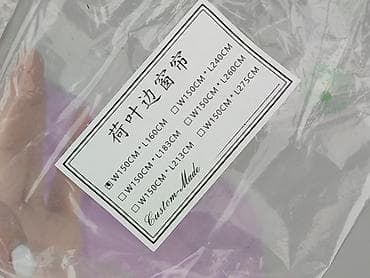 荷叶边窗帘
■W150CM*L160CM □W150CM*L240CM
□W150CM*L183CM □W150CM*L260CM
□W150CM*L213CM □W150CM*L275CM
Custom-Made